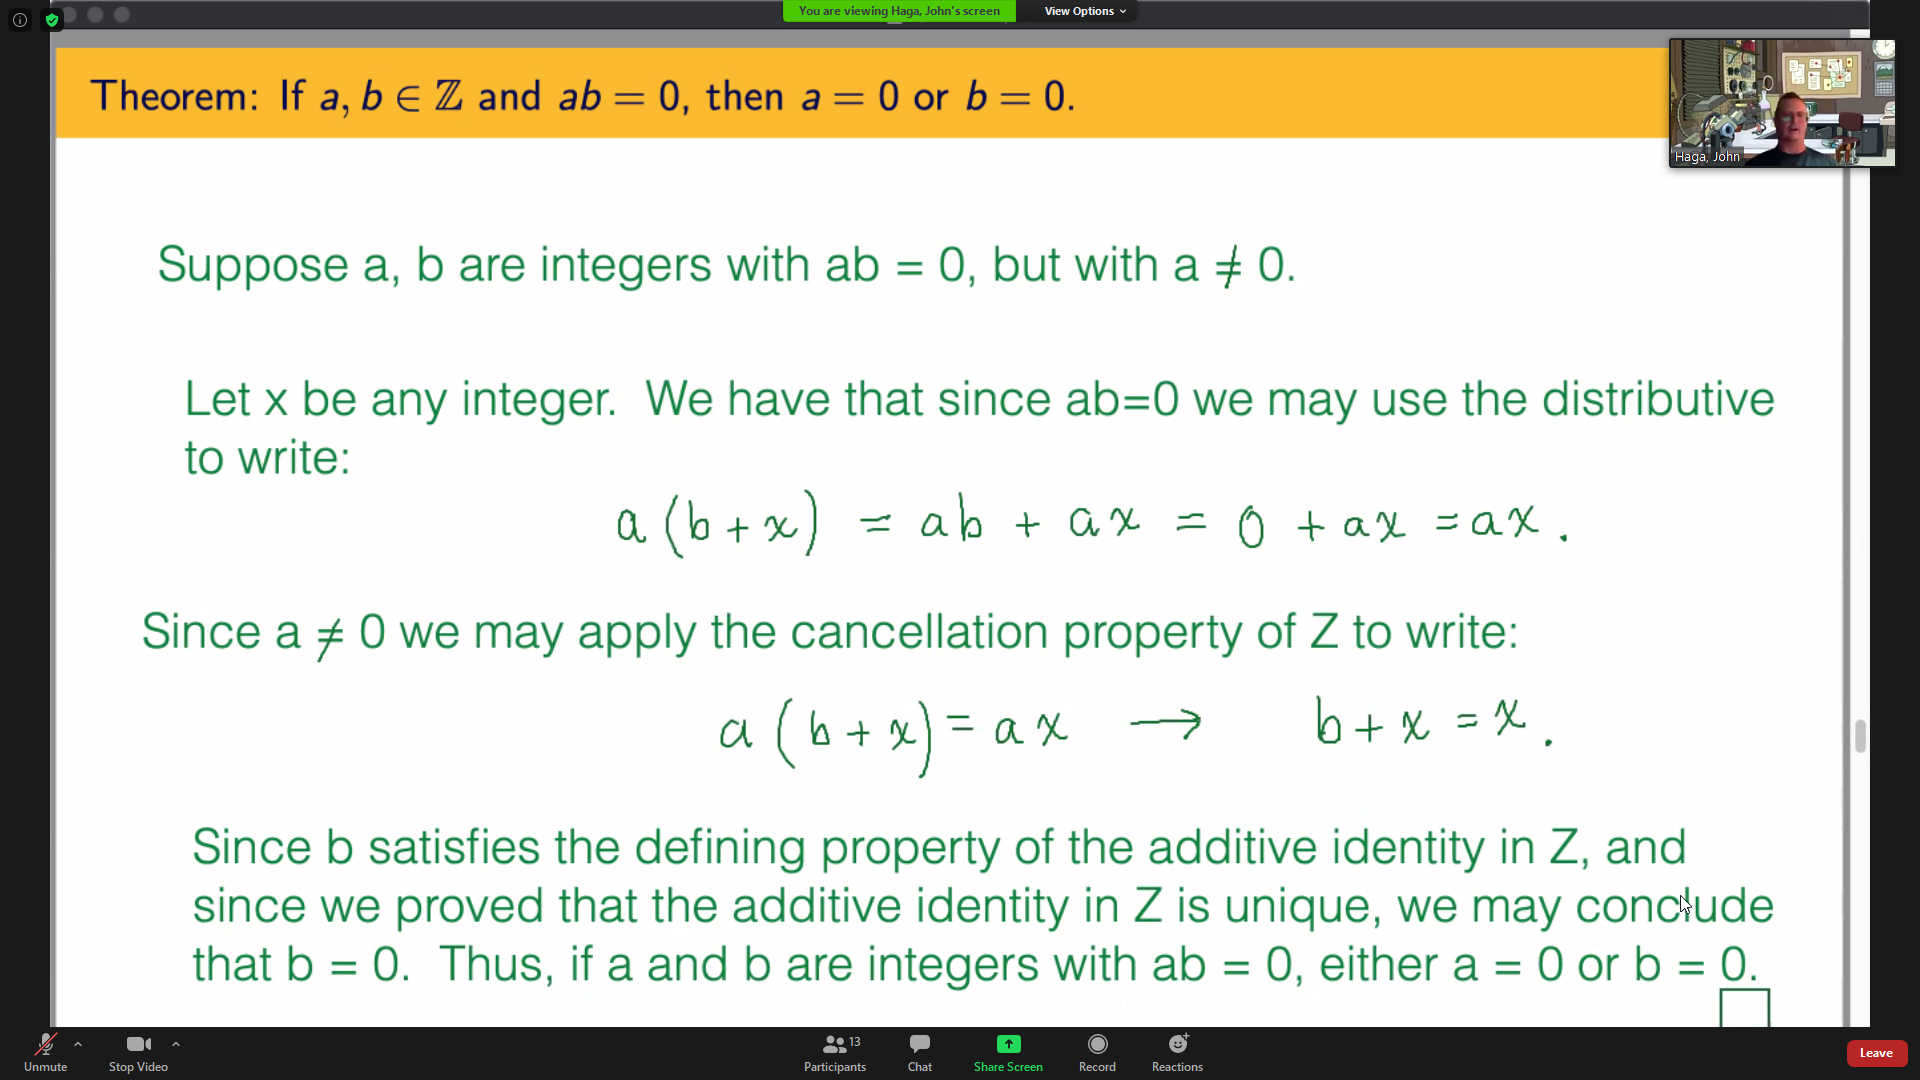 You are viewing Haga, John's screen View Options
Theorem: If a, b ∈ ℤ and ab = 0, then a = 0 or b = 0.
Haga, John
Suppose a, b are integers with ab = 0, but with a ≠ 0.
Let x be any integer. We have that since ab=0 we may use the distributive
to write:
a (b + x) = ab + ax = 0 + ax = ax .
Since a ≠ 0 we may apply the cancellation property of Z to write:
a (b + x) = ax → b + x = x .
Since b satisfies the defining property of the additive identity in Z, and
since we proved that the additive identity in Z is unique, we may conclude
that b = 0. Thus, if a and b are integers with ab = 0, either a = 0 or b = 0.
Unmute Stop Video Participants 13 Chat Share Screen Record Reactions Leave